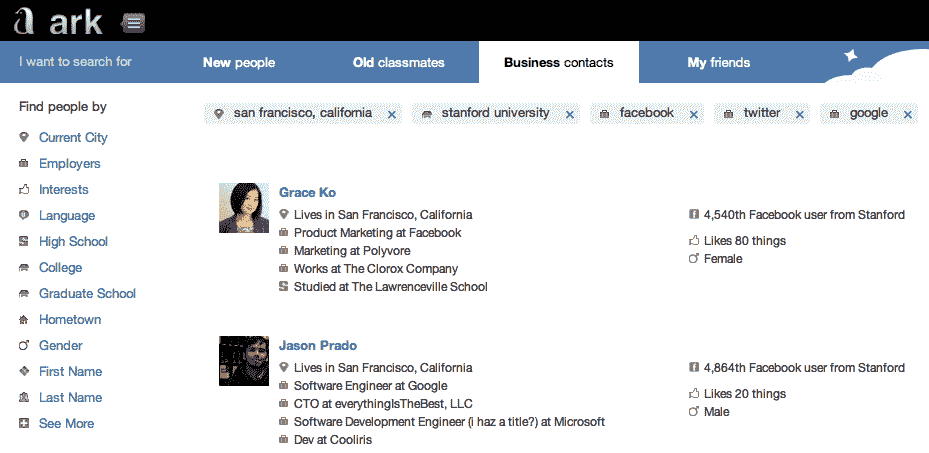 a ark
I want to search for
New people
Old classmates
Business contacts
My friends
Find people by
Current City
Employers
Interests
Language
High School
College
Graduate School
Hometown
Gender
First Name
Last Name
See More
san francisco, california x
stanford university x
facebook x
twitter x
google x
Grace Ko
Lives in San Francisco, California
Product Marketing at Facebook
Marketing at Polyvore
Works at The Clorox Company
Studied at The Lawrenceville School
4,540th Facebook user from Stanford
Likes 80 things
Female
Jason Prado
Lives in San Francisco, California
Software Engineer at Google
CTO at everythingIsTheBest, LLC
Software Development Engineer (i haz a title?) at Microsoft
Dev at Cooliris
4,864th Facebook user from Stanford
Likes 20 things
Male